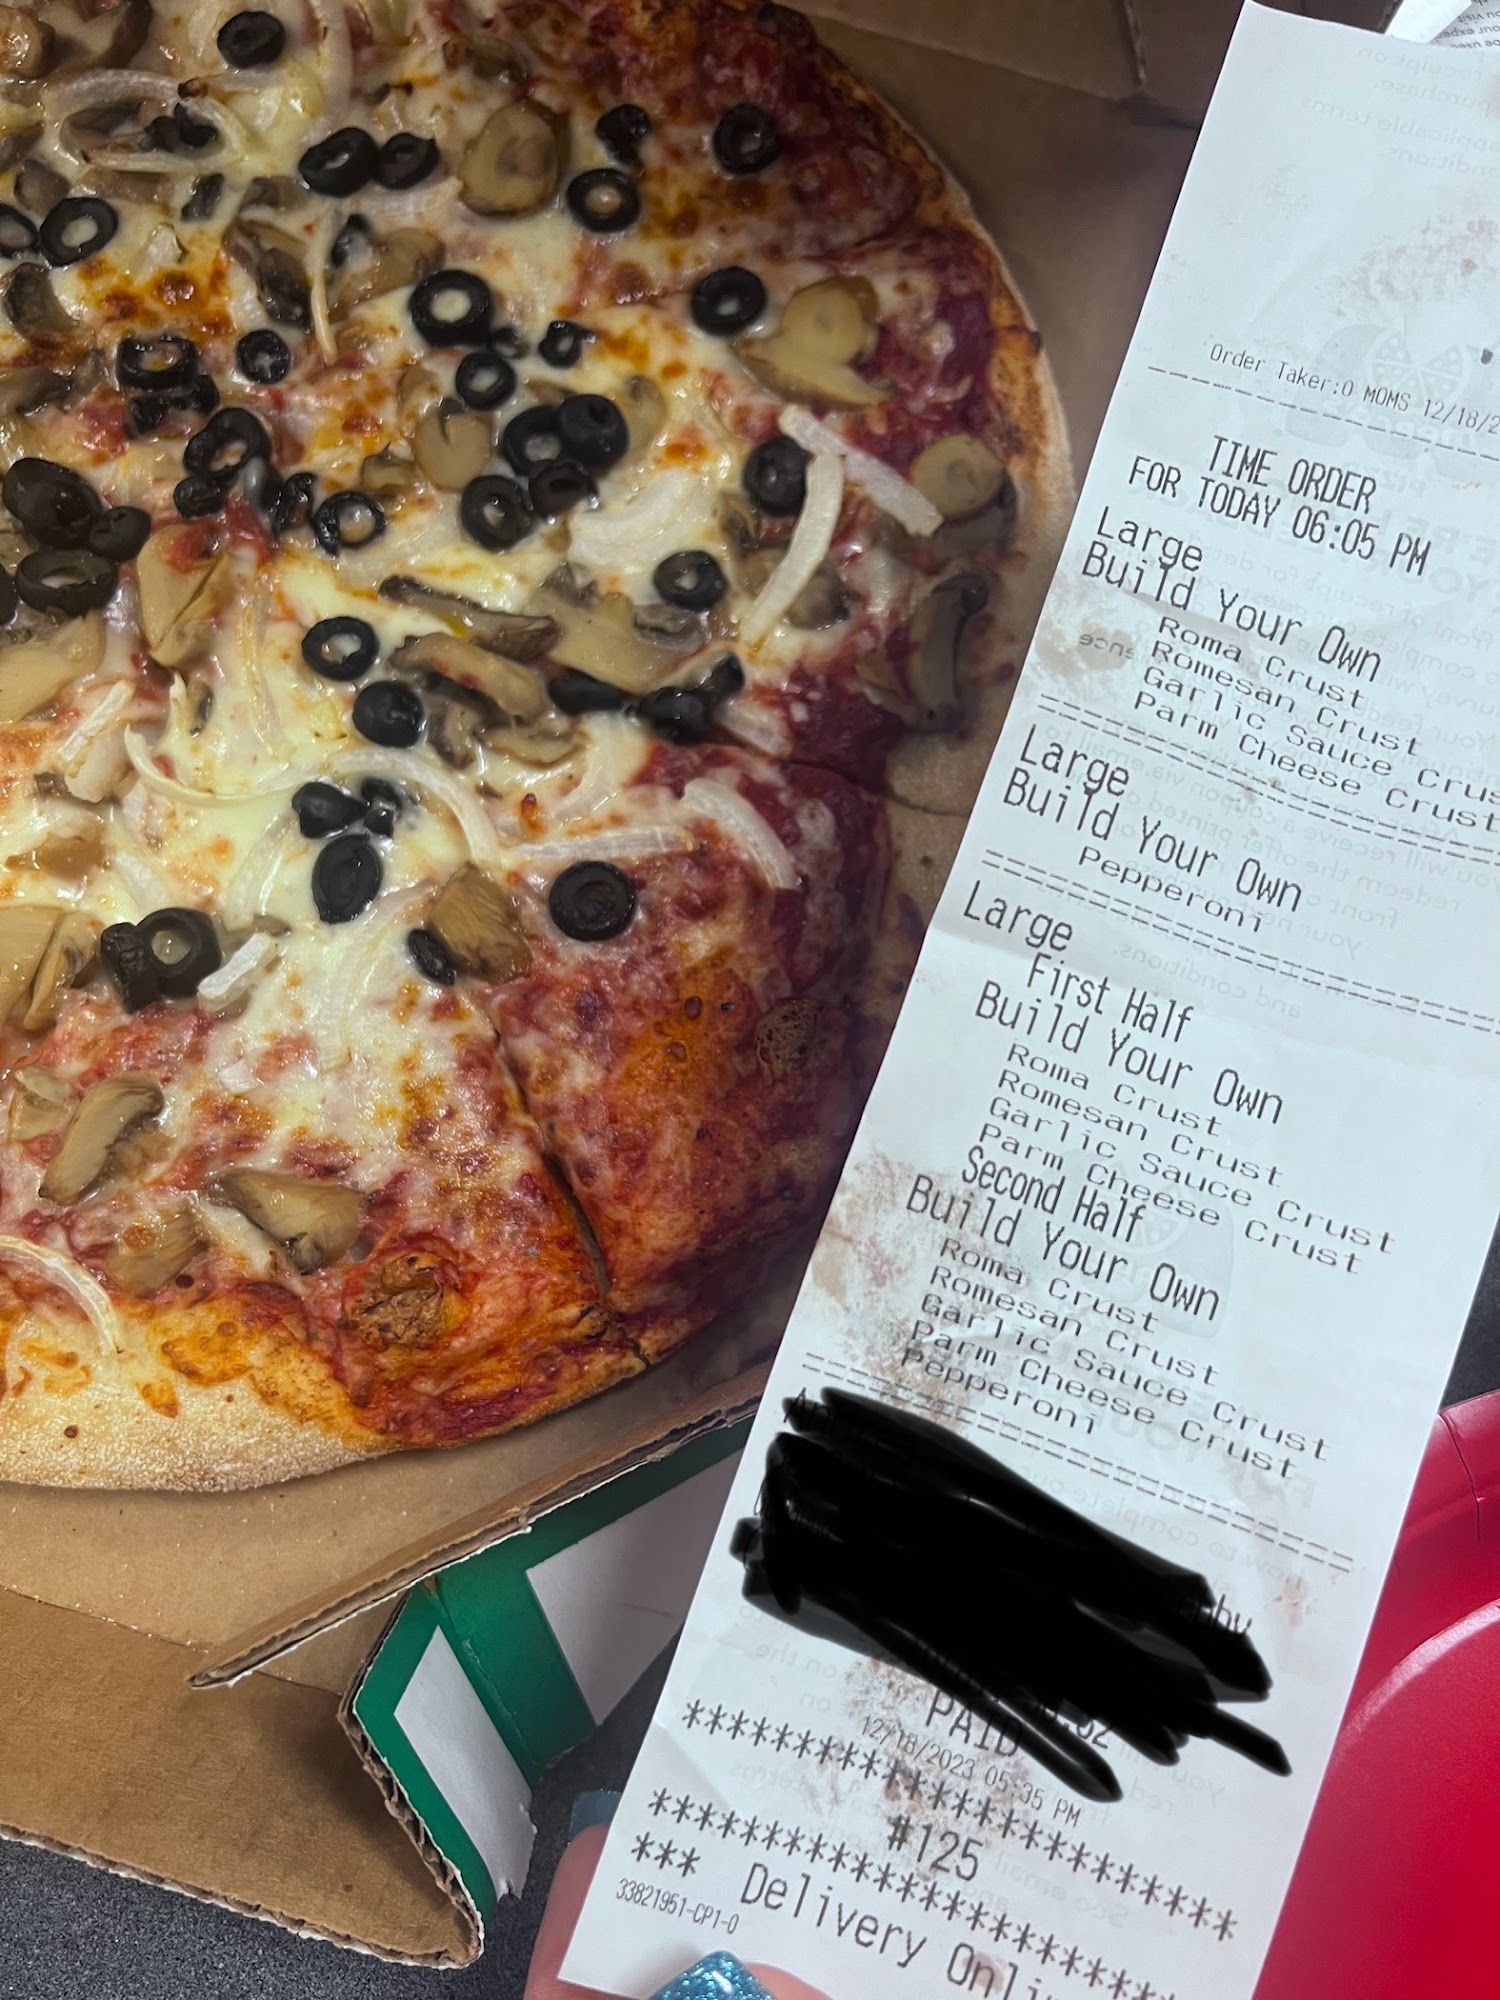 Order Taker:0 MOMS 12/18/2
TIME ORDER
FOR TODAY 06:05 PM
Large
Build Your Own
Roma Crust
Romesan Crust
Garlic Sauce Crus
Parm Cheese Crust
Large
Build Your Own
Pepperoni
Large
First Half
Build Your Own
Roma Crust
Romesan Crust
Garlic Sauce Crust
Parm Cheese Crust
Second Half
Build Your Own
Roma Crust
Romesan Crust
Garlic Sauce Crust
Parm Cheese Crust
Pepperoni
PAID
12/18/2023 05:35 PM
**********************
#125
**********************
*** Delivery Onli
33821951-CP1-0